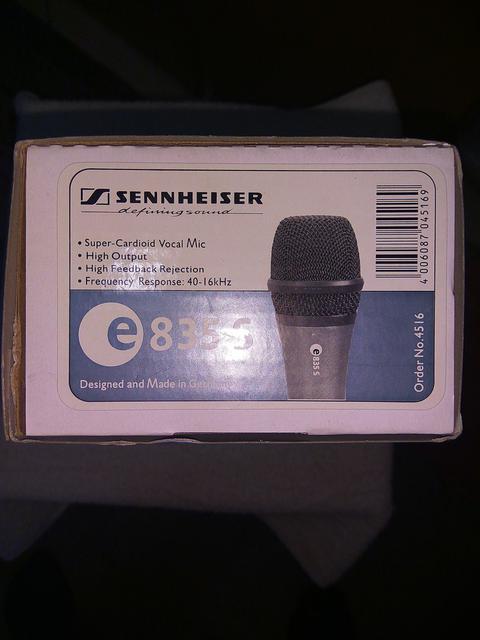 SENNHEISER
defining sound
• Super-Cardioid Vocal Mic
• High Output
• High Feedback Rejection
• Frequency Response: 40-16kHz
e 835 S
Designed and Made in Germany
e 835 S
4 006087 045169
Order No. 4516